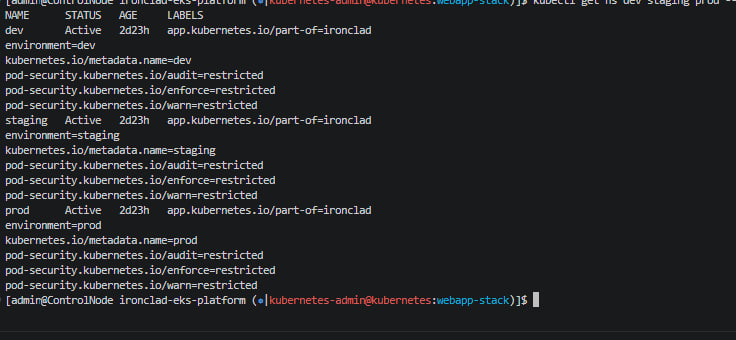 [admin@ControlNode ironclad-eks-platform (●|kubernetes-admin@kubernetes:webapp-stack)]$ kubectl get ns dev staging prod
NAME STATUS AGE LABELS
dev Active 2d23h app.kubernetes.io/part-of=ironclad
environment=dev
kubernetes.io/metadata.name=dev
pod-security.kubernetes.io/audit=restricted
pod-security.kubernetes.io/enforce=restricted
pod-security.kubernetes.io/warn=restricted
staging Active 2d23h app.kubernetes.io/part-of=ironclad
environment=staging
kubernetes.io/metadata.name=staging
pod-security.kubernetes.io/audit=restricted
pod-security.kubernetes.io/enforce=restricted
pod-security.kubernetes.io/warn=restricted
prod Active 2d23h app.kubernetes.io/part-of=ironclad
environment=prod
kubernetes.io/metadata.name=prod
pod-security.kubernetes.io/audit=restricted
pod-security.kubernetes.io/enforce=restricted
pod-security.kubernetes.io/warn=restricted
[admin@ControlNode ironclad-eks-platform (●|kubernetes-admin@kubernetes:webapp-stack)]$